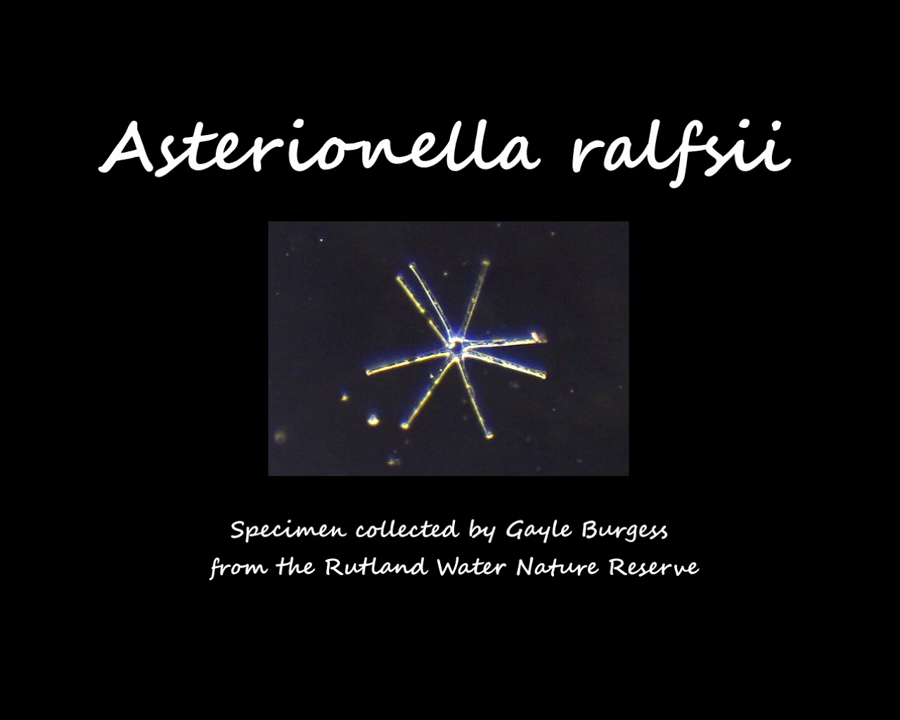 Asterionella ralfsii
Specimen collected by Gayle Burgess
from the Rutland Water Nature Reserve